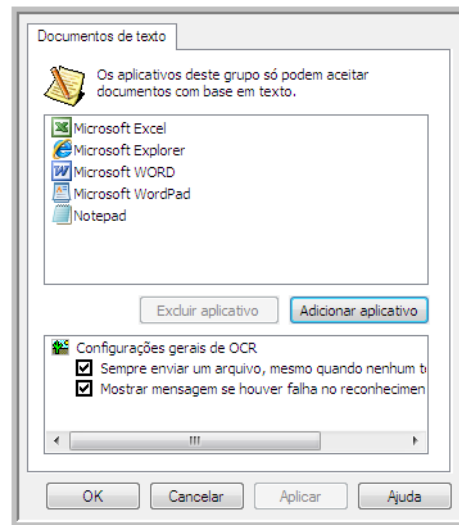 Documentos de texto
Os aplicativos deste grupo só podem aceitar
documentos com base em texto.
Microsoft Excel
Microsoft Explorer
Microsoft WORD
Microsoft WordPad
Notepad
Excluir aplicativo Adicionar aplicativo
Configurações gerais de OCR
Sempre enviar um arquivo, mesmo quando nenhum t
Mostrar mensagem se houver falha no reconhecimen
OK Cancelar Aplicar Ajuda